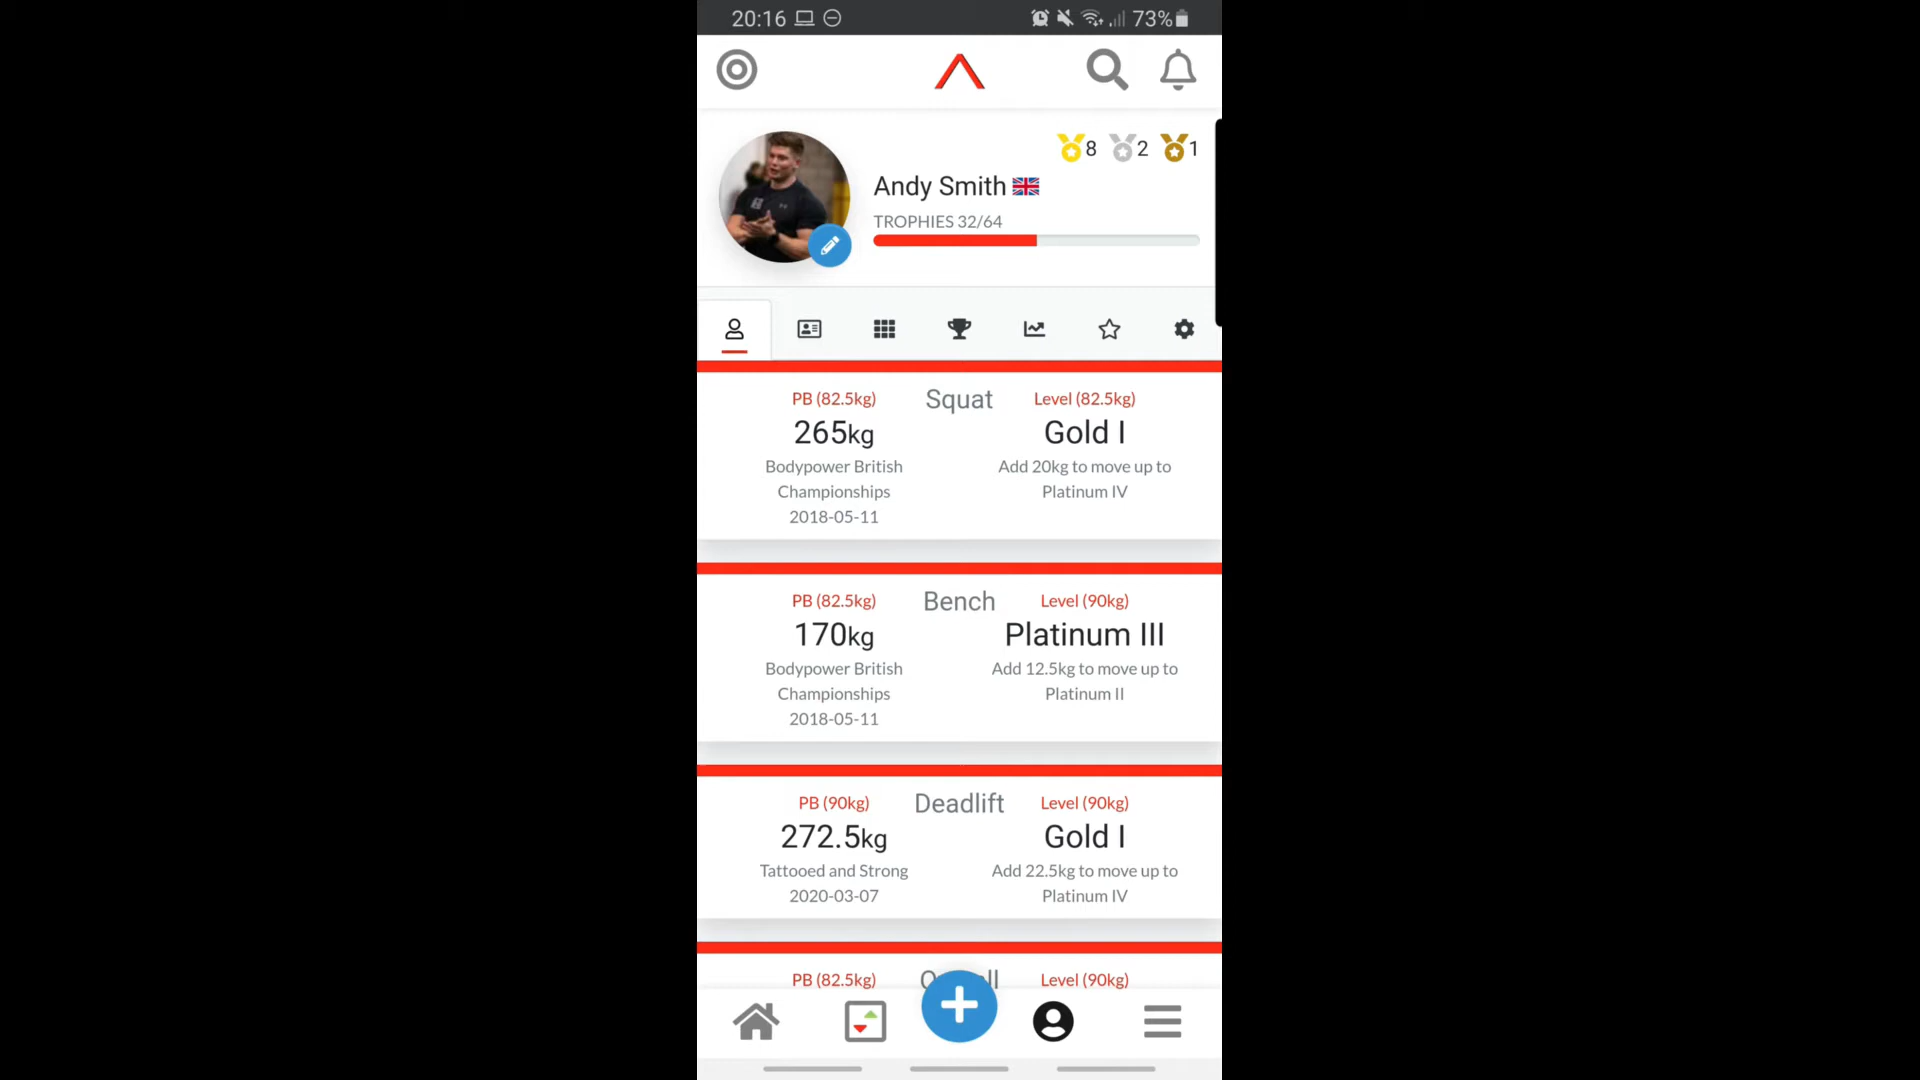 20:16
73%
8 2 1
Andy Smith
TROPHIES 32/64
PB (82.5kg) Squat Level (82.5kg)
265kg Gold I
Bodypower British Add 20kg to move up to
Championships Platinum IV
2018-05-11
PB (82.5kg) Bench Level (90kg)
170kg Platinum III
Bodypower British Add 12.5kg to move up to
Championships Platinum II
2018-05-11
PB (90kg) Deadlift Level (90kg)
272.5kg Gold I
Tattooed and Strong Add 22.5kg to move up to
2020-03-07 Platinum IV
PB (82.5kg) Level (90kg)